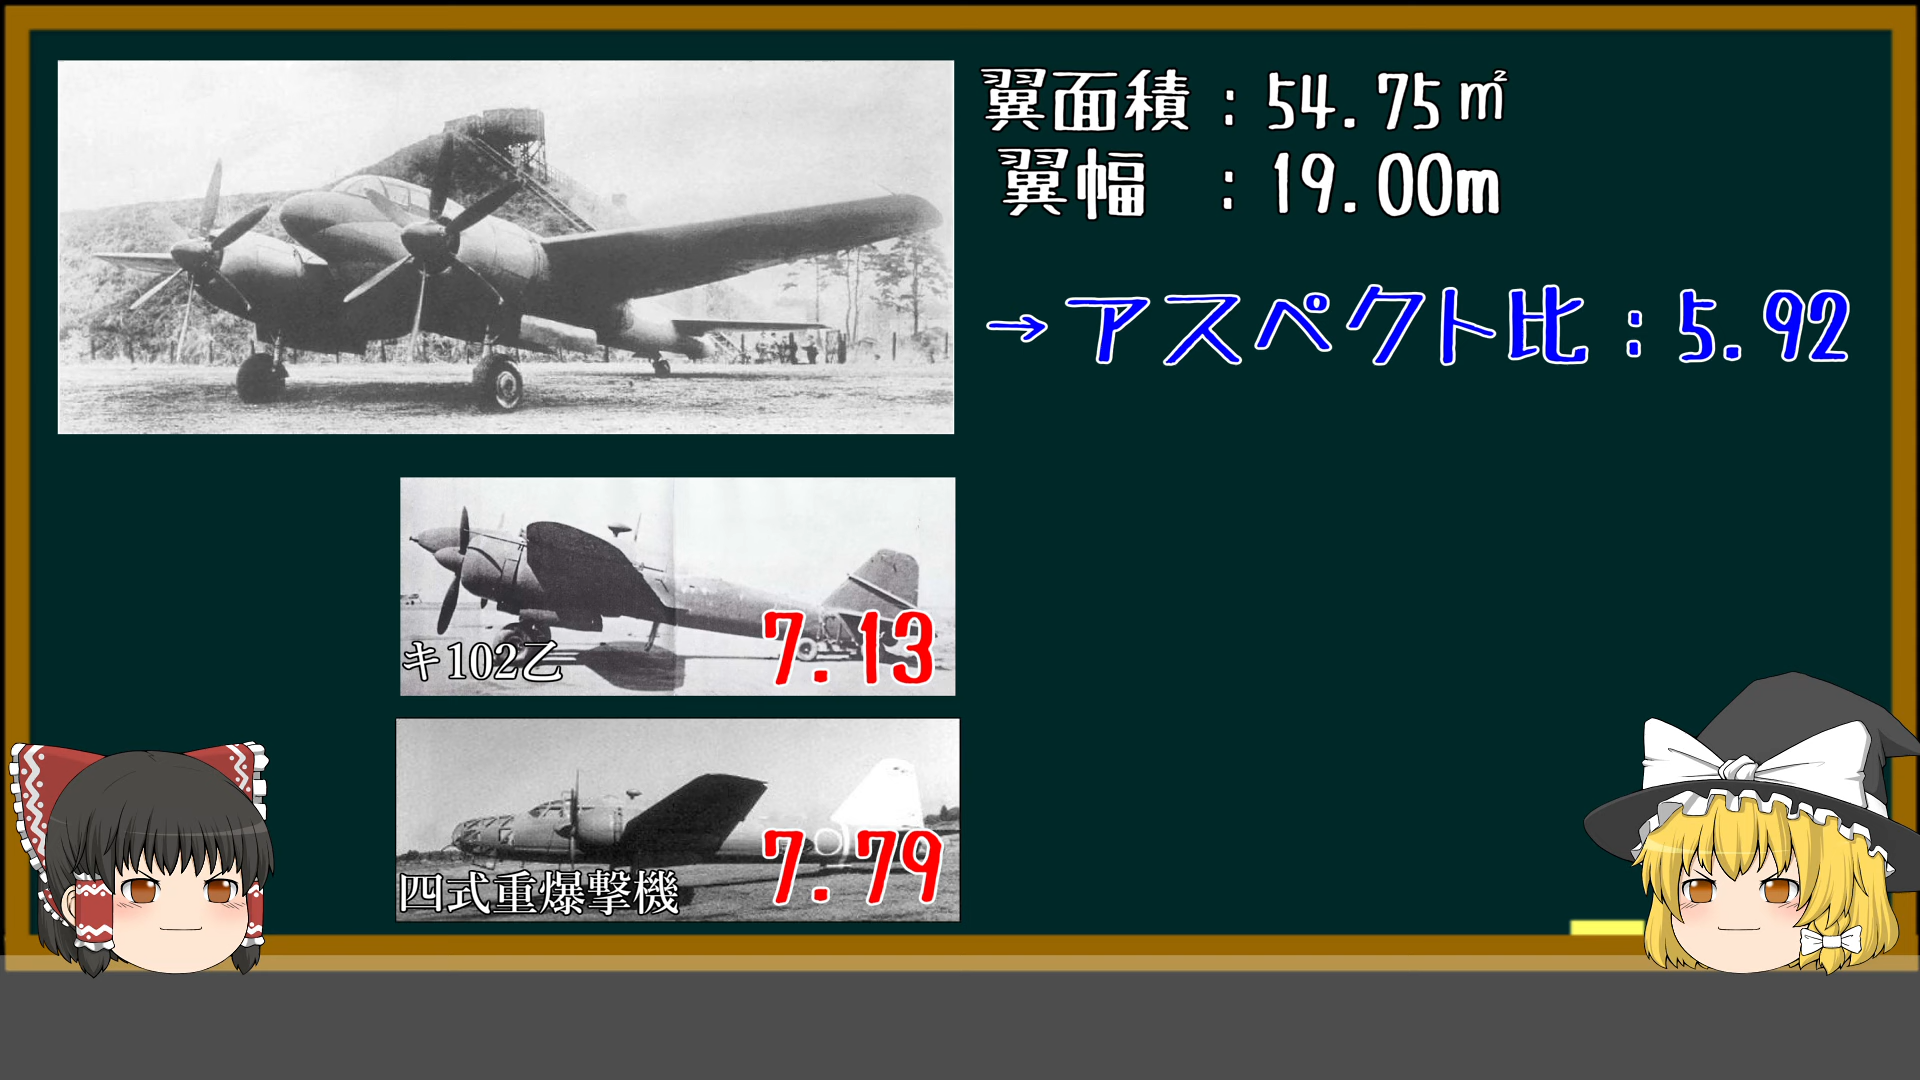 翼面積：54.75㎡
翼幅　：19.00m
→アスペクト比：5.92
キ102乙
7.13
四式重爆撃機
7.79